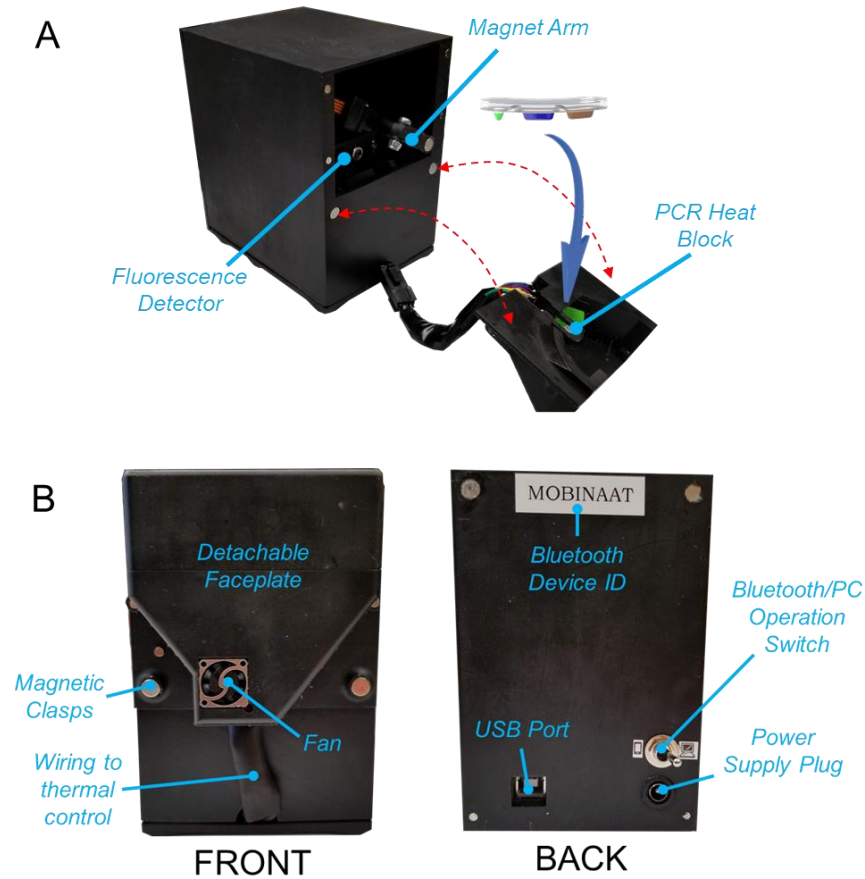 A
Magnet Arm
PCR Heat
Block
Fluorescence
Detector
B
Detachable
Faceplate
Magnetic
Clasps
Fan
Wiring to
thermal
control
FRONT
MOBINAAT
Bluetooth
Device ID
Bluetooth/PC
Operation
Switch
USB Port
Power
Supply Plug
BACK